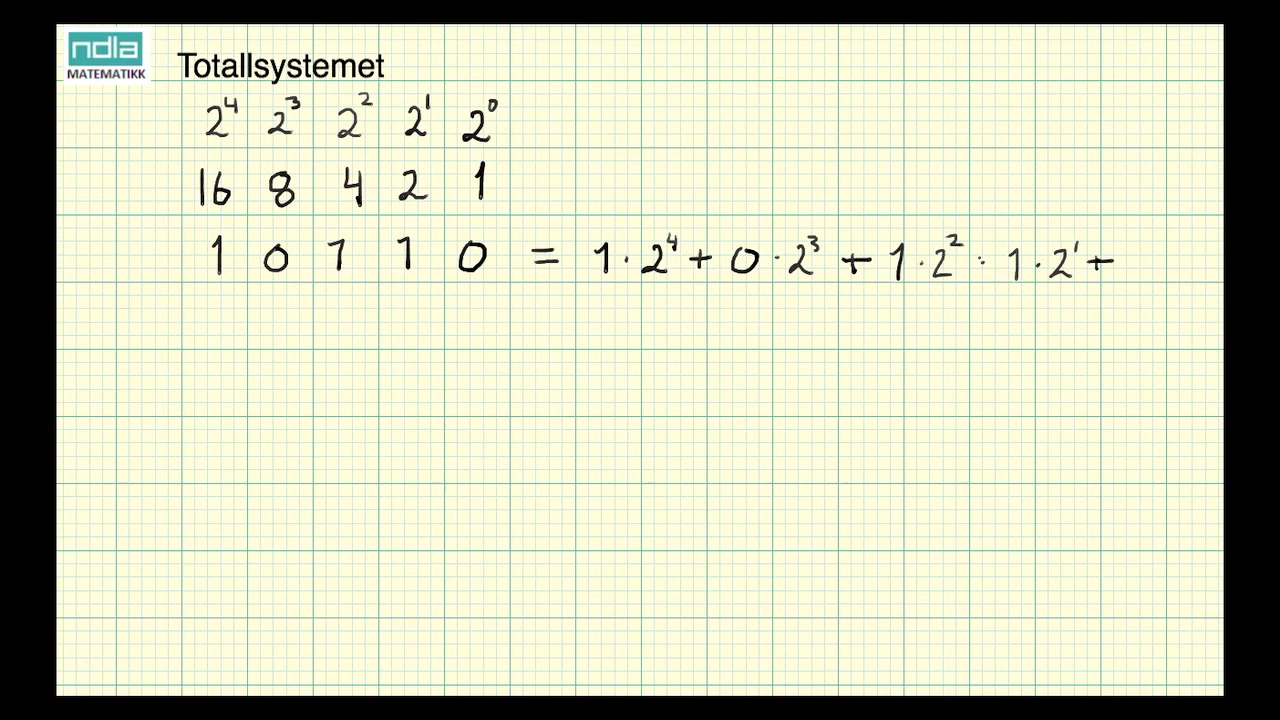 ndla
MATEMATIKK
Totallsystemet
2⁴ 2³ 2² 2¹ 2⁰
16 8 4 2 1
1 0 1 1 0 = 1 · 2⁴ + 0 · 2³ + 1 · 2² · 1 · 2¹ +